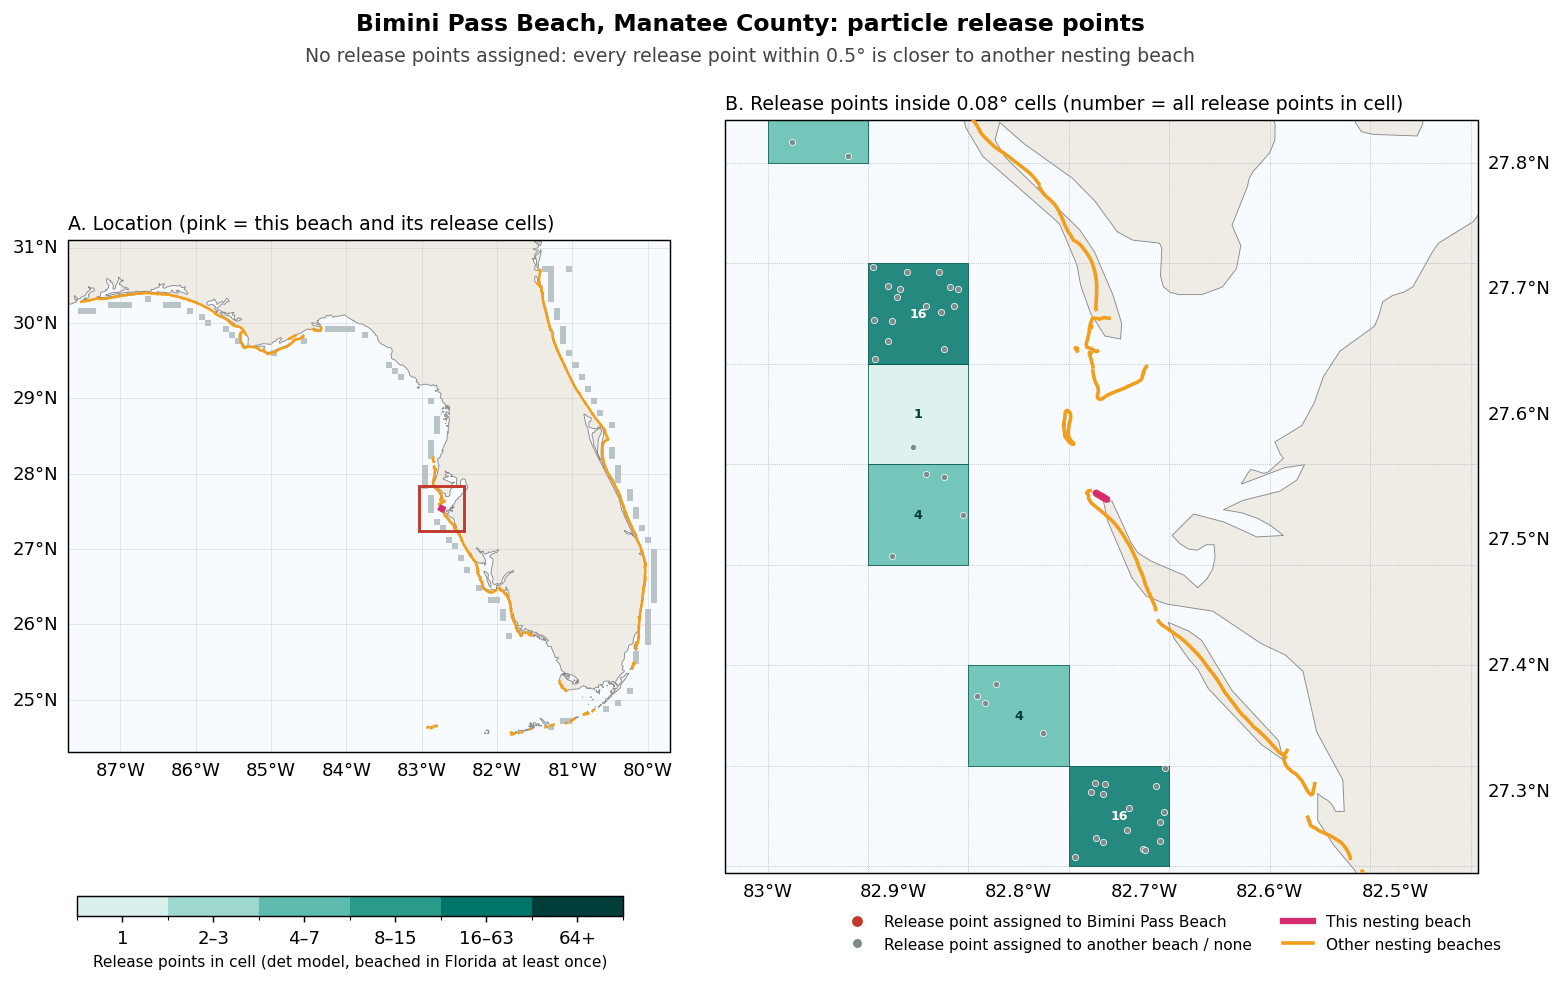 Bimini Pass Beach, Manatee County: particle release points
No release points assigned: every release point within 0.5° is closer to another nesting beach
A. Location (pink = this beach and its release cells)
31°N
30°N
29°N
28°N
27°N
26°N
25°N
87°W 86°W 85°W 84°W 83°W 82°W 81°W 80°W
1 2–3 4–7 8–15 16–63 64+
Release points in cell (det model, beached in Florida at least once)
B. Release points inside 0.08° cells (number = all release points in cell)
16
1
4
4
16
27.8°N
27.7°N
27.6°N
27.5°N
27.4°N
27.3°N
83°W 82.9°W 82.8°W 82.7°W 82.6°W 82.5°W
Release point assigned to Bimini Pass Beach
Release point assigned to another beach / none
This nesting beach
Other nesting beaches